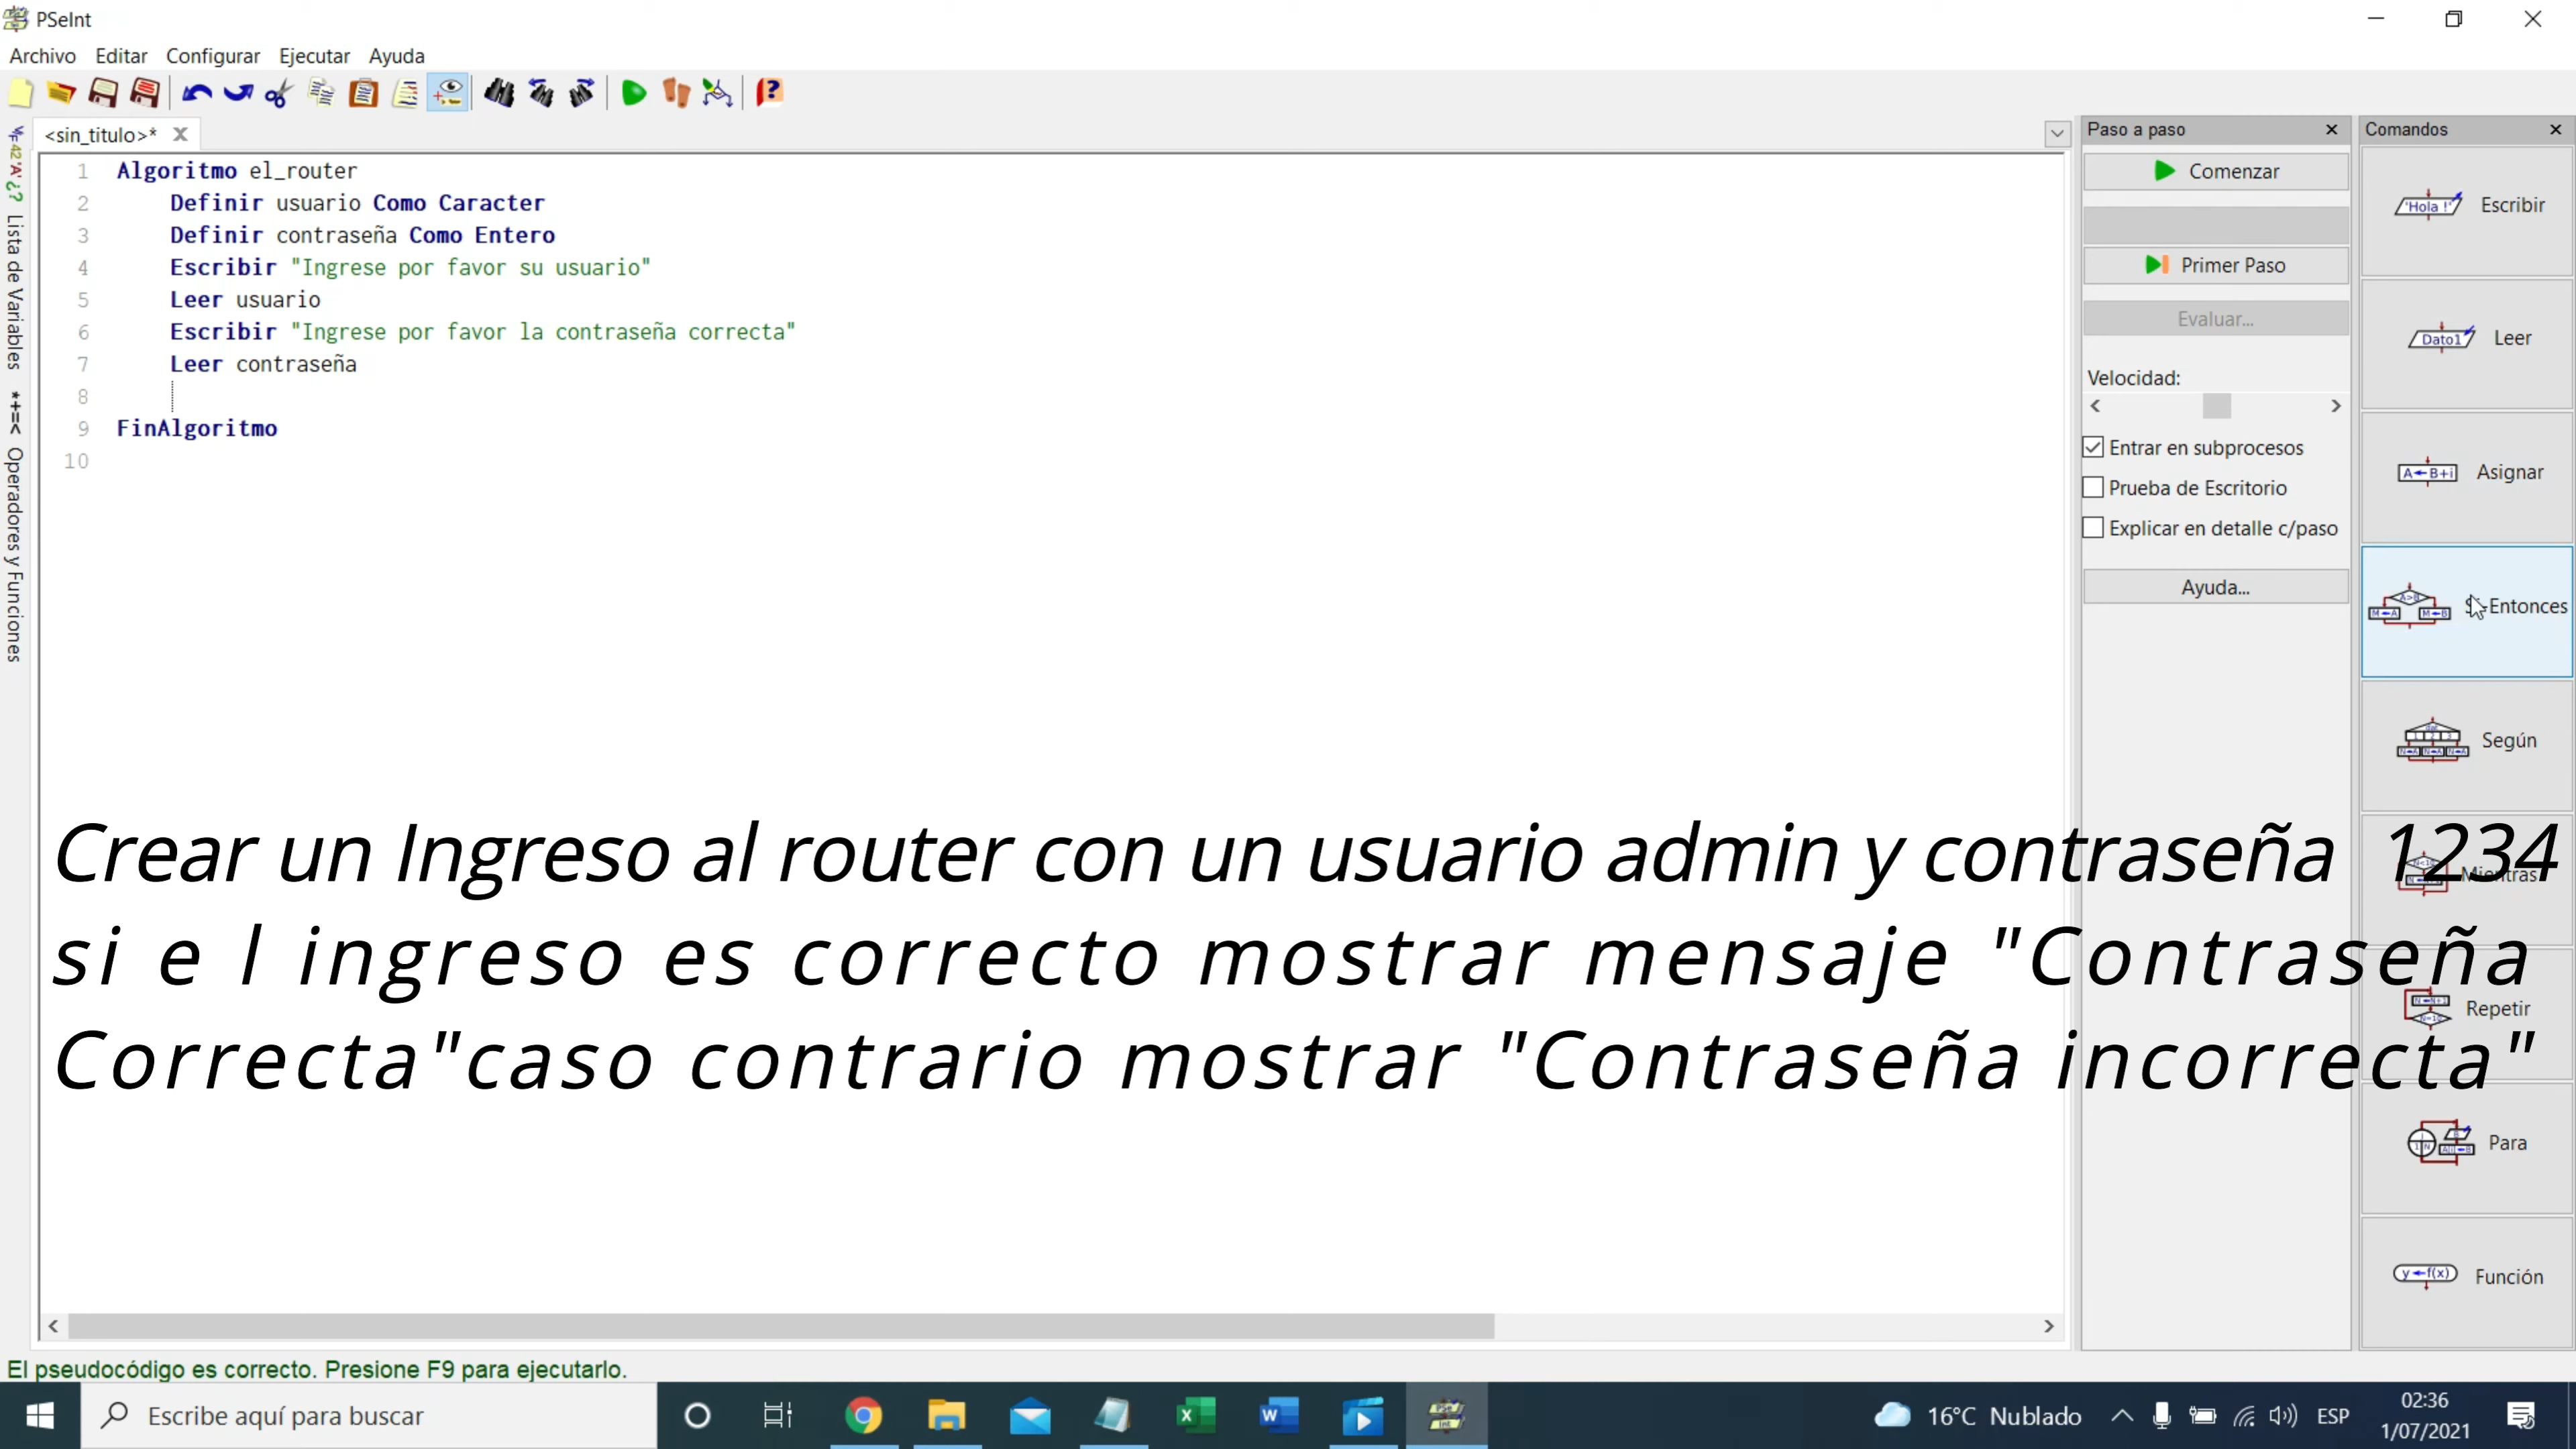 PSeInt
Archivo Editar Configurar Ejecutar Ayuda
<sin_titulo>*
Lista de Variables
Operadores y Funciones
1 Algoritmo el_router
2 Definir usuario Como Caracter
3 Definir contraseña Como Entero
4 Escribir "Ingrese por favor su usuario"
5 Leer usuario
6 Escribir "Ingrese por favor la contraseña correcta"
7 Leer contraseña
8
9 FinAlgoritmo
10
Paso a paso
Comenzar
Primer Paso
Evaluar...
Velocidad:
Entrar en subprocesos
Prueba de Escritorio
Explicar en detalle c/paso
Ayuda...
Comandos
'Hola !' Escribir
Dato1 Leer
A←B+i Asignar
Entonces
Según
Mientras
Repetir
Para
y←f(x) Función
Crear un Ingreso al router con un usuario admin y contraseña 1234
si e l ingreso es correcto mostrar mensaje "Contraseña
Correcta"caso contrario mostrar "Contraseña incorrecta"
El pseudocódigo es correcto. Presione F9 para ejecutarlo.
Escribe aquí para buscar
16°C Nublado
ESP
02:36
1/07/2021